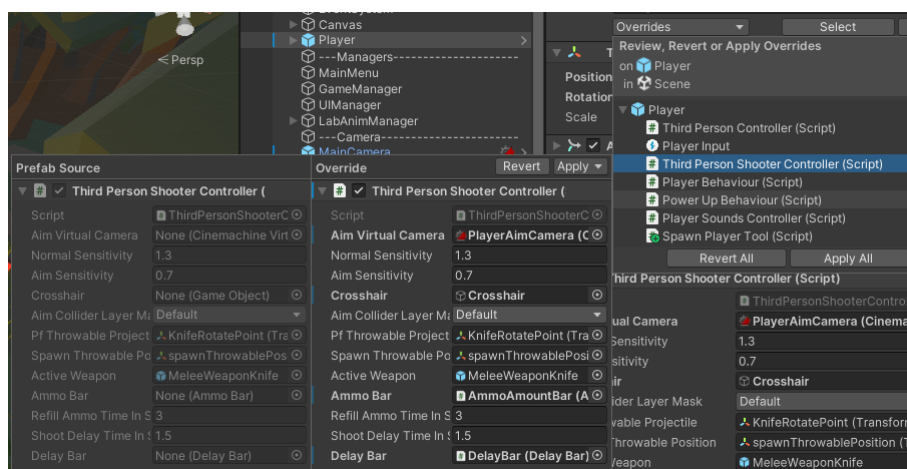 Canvas
Player
Persp
---Managers---------------------
MainMenu
GameManager
UIManager
LabAnimManager
---Camera---------------------
MainCamera
Position
Rotation
Scale
Overrides
Select
Review, Revert or Apply Overrides
on Player
in Scene
Player
Third Person Controller (Script)
Player Input
Third Person Shooter Controller (Script)
Player Behaviour (Script)
Power Up Behaviour (Script)
Player Sounds Controller (Script)
Spawn Player Tool (Script)
Revert All
Apply All
Prefab Source
Third Person Shooter Controller (
Script ThirdPersonShooterC
Aim Virtual Camera None (Cinemachine Virt
Normal Sensitivity 1.3
Aim Sensitivity 0.7
Crosshair None (Game Object)
Aim Collider Layer Ma Default
Pf Throwable Project KnifeRotatePoint (Tra
Spawn Throwable Po spawnThrowablePos
Active Weapon MeleeWeaponKnife
Ammo Bar None (Ammo Bar)
Refill Ammo Time In S 3
Shoot Delay Time In S 1.5
Delay Bar None (Delay Bar)
Override
Revert
Apply
Third Person Shooter Controller (
Script ThirdPersonShooterC
Aim Virtual Camera PlayerAimCamera (C
Normal Sensitivity 1.3
Aim Sensitivity 0.7
Crosshair Crosshair
Aim Collider Layer M Default
Pf Throwable Project KnifeRotatePoint (Tra
Spawn Throwable Po spawnThrowablePosi
Active Weapon MeleeWeaponKnife
Ammo Bar AmmoAmountBar (A
Refill Ammo Time In S 3
Shoot Delay Time In S 1.5
Delay Bar DelayBar (Delay Bar)
hird Person Shooter Controller (Script)
ThirdPersonShooterContro
ual Camera PlayerAimCamera (Cinema
Sensitivity 1.3
sitivity 0.7
ir Crosshair
ider Layer Mask Default
vable Projectile KnifeRotatePoint (Transforr
Throwable Position spawnThrowablePosition (T
Weapon MeleeWeaponKnife